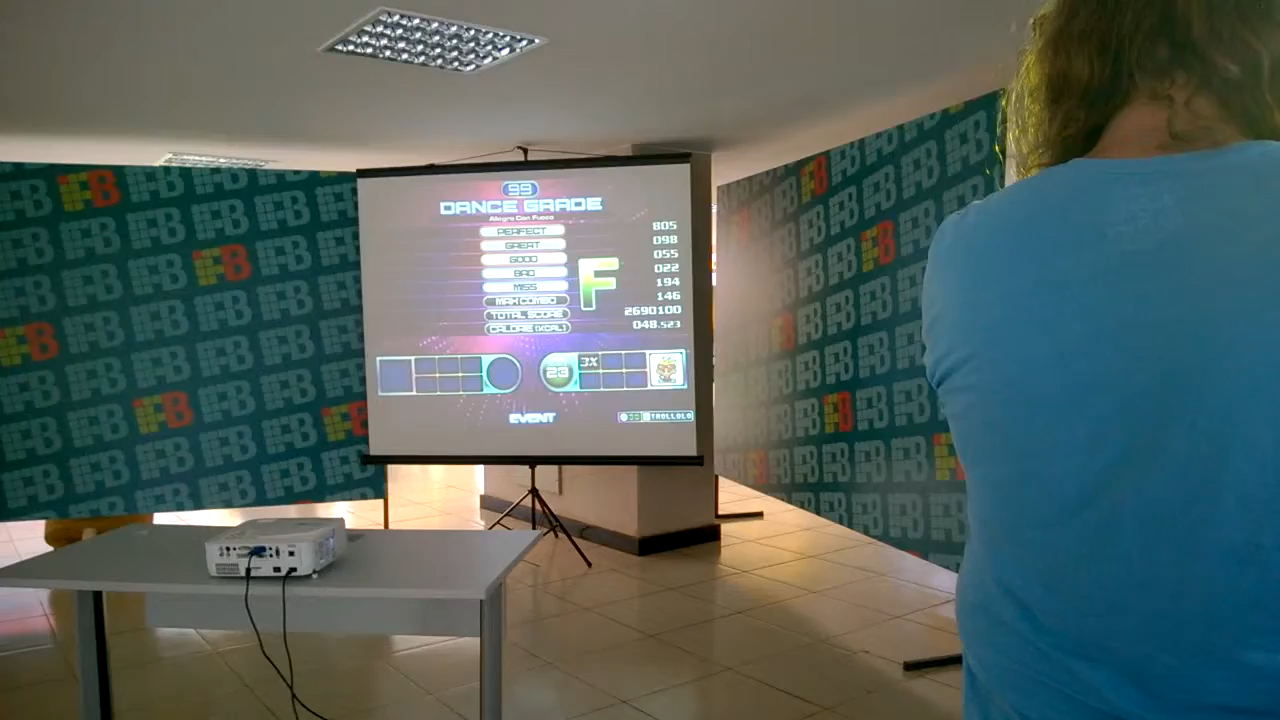 99
DANCE GRADE
Allegro Con Fuoco
PERFECT 805
GREAT 098
GOOD 055
BAD 022
MISS 194
MAX COMBO 146
TOTAL SCORE 2690100
CALORIE (KCAL) 048.523
F
23
3X
EVENT
TROLLOLO
IFB